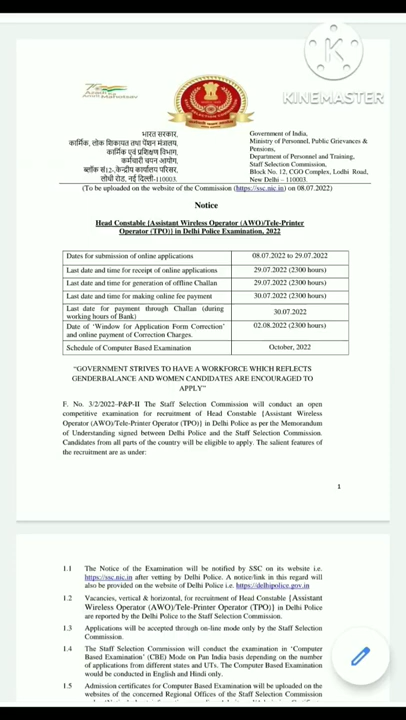 KINEMASTER
Azadi Ka
Amrit Mahotsav
भारत सरकार,
कार्मिक, लोक शिकायत तथा पेंशन मंत्रालय,
कार्मिक एवं प्रशिक्षण विभाग,
कर्मचारी चयन आयोग,
ब्लॉक सं12-,केन्द्रीय कार्यालय परिसर,
लोधी रोड, नई दिल्ली-110003.
Government of India,
Ministry of Personnel, Public Grievances &
Pensions,
Department of Personnel and Training,
Staff Selection Commission,
Block No. 12, CGO Complex, Lodhi Road,
New Delhi – 110003.
(To be uploaded on the website of the Commission (https://ssc.nic.in) on 08.07.2022)
Notice
Head Constable {Assistant Wireless Operator (AWO)/Tele-Printer
Operator (TPO)} in Delhi Police Examination, 2022
Dates for submission of online applications 08.07.2022 to 29.07.2022
Last date and time for receipt of online applications 29.07.2022 (2300 hours)
Last date and time for generation of offline Challan 29.07.2022 (2300 hours)
Last date and time for making online fee payment 30.07.2022 (2300 hours)
Last date for payment through Challan (during
working hours of Bank) 30.07.2022
Date of ‘Window for Application Form Correction’
and online payment of Correction Charges. 02.08.2022 (2300 hours)
Schedule of Computer Based Examination October, 2022
“GOVERNMENT STRIVES TO HAVE A WORKFORCE WHICH REFLECTS
GENDERBALANCE AND WOMEN CANDIDATES ARE ENCOURAGED TO
APPLY”
F. No. 3/2/2022–P&P-II The Staff Selection Commission will conduct an open
competitive examination for recruitment of Head Constable {Assistant Wireless
Operator (AWO)/Tele-Printer Operator (TPO)} in Delhi Police as per the Memorandum
of Understanding signed between Delhi Police and the Staff Selection Commission.
Candidates from all parts of the country will be eligible to apply. The salient features of
the recruitment are as under:
1
1.1 The Notice of the Examination will be notified by SSC on its website i.e.
https://ssc.nic.in after vetting by Delhi Police. A notice/link in this regard will
also be provided on the website of Delhi Police i.e. https://delhipolice.gov.in
1.2 Vacancies, vertical & horizontal, for recruitment of Head Constable {Assistant
Wireless Operator (AWO)/Tele-Printer Operator (TPO)} in Delhi Police
are reported by the Delhi Police to the Staff Selection Commission.
1.3 Applications will be accepted through on-line mode only by the Staff Selection
Commission.
1.4 The Staff Selection Commission will conduct the examination in ‘Computer
Based Examination’ (CBE) Mode on Pan India basis depending on the number
of applications from different states and UTs. The Computer Based Examination
would be conducted in English and Hindi only.
1.5 Admission certificates for Computer Based Examination will be uploaded on the
websites of the concerned Regional Offices of the Staff Selection Commission